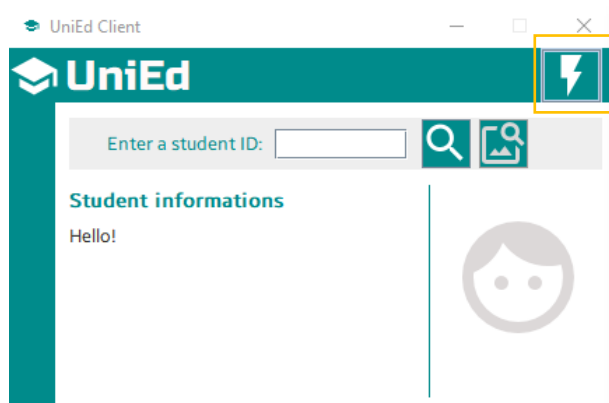 UniEd Client
UniEd
Enter a student ID:
Student informations
Hello!